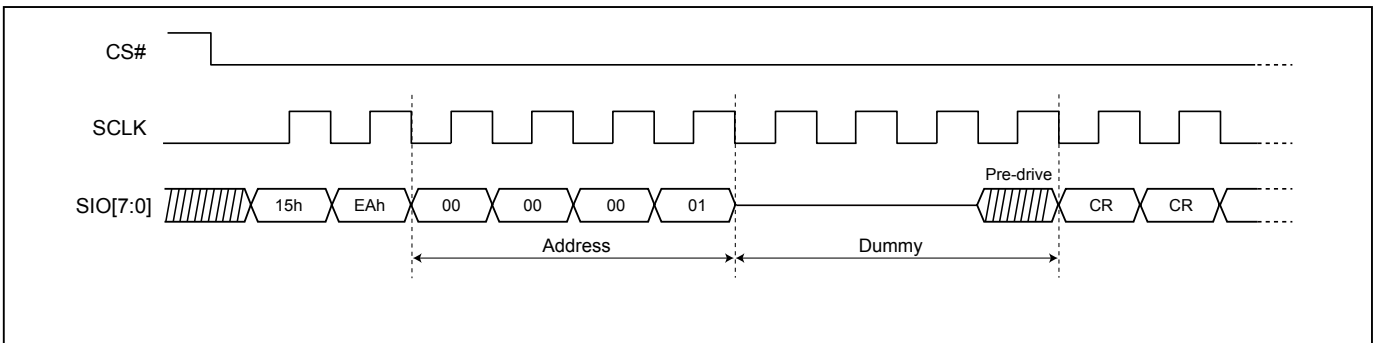 CS#
SCLK
Pre-drive
SIO[7:0] 15h EAh 00 00 00 01 CR CR
Address Dummy